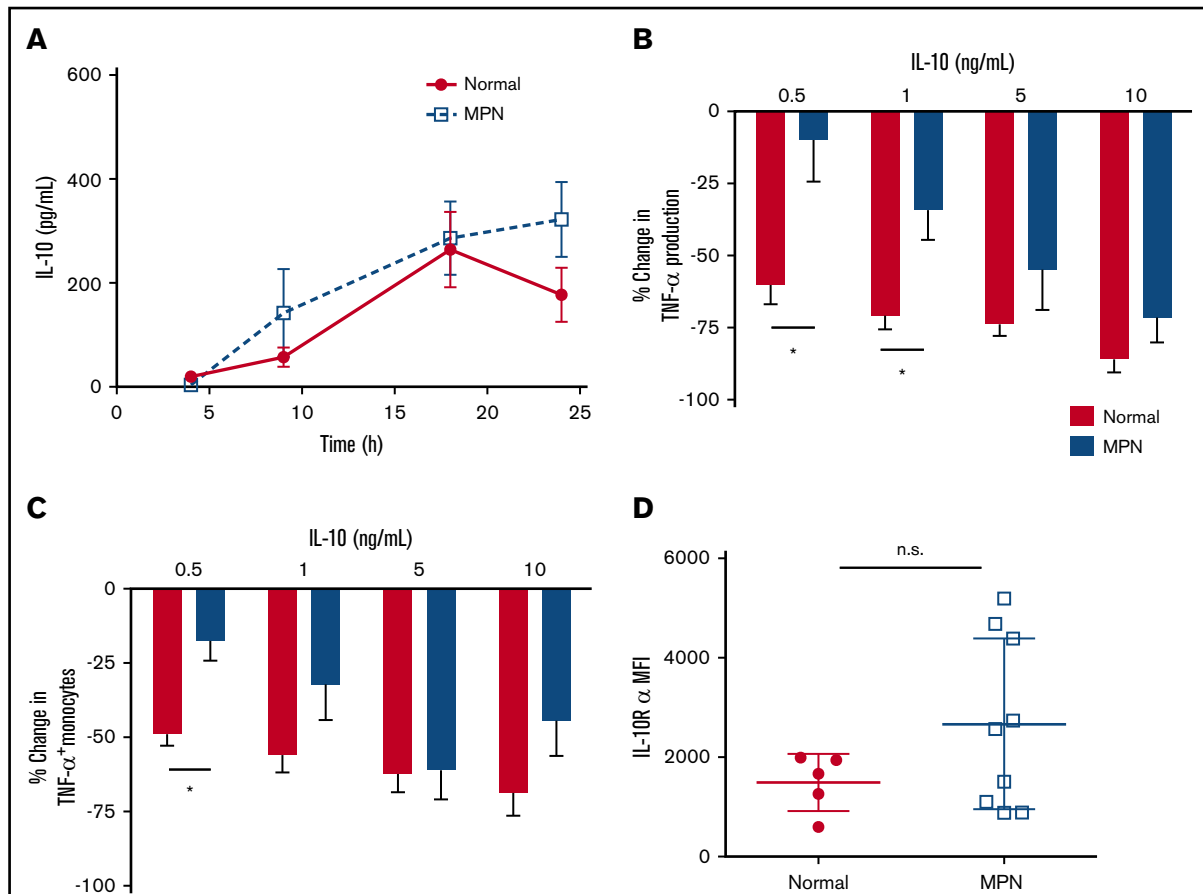 A
IL-10 (pg/mL)
600
400
200
0
0 5 10 15 20 25
Time (h)
Normal
MPN
B
IL-10 (ng/mL)
0.5 1 5 10
% Change in
TNF-α production
0
-25
-50
-75
-100
*
*
Normal
MPN
C
IL-10 (ng/mL)
0.5 1 5 10
% Change in
TNF-α+monocytes
0
-25
-50
-75
-100
*
D
n.s.
IL-10R α MFI
6000
4000
2000
0
Normal MPN